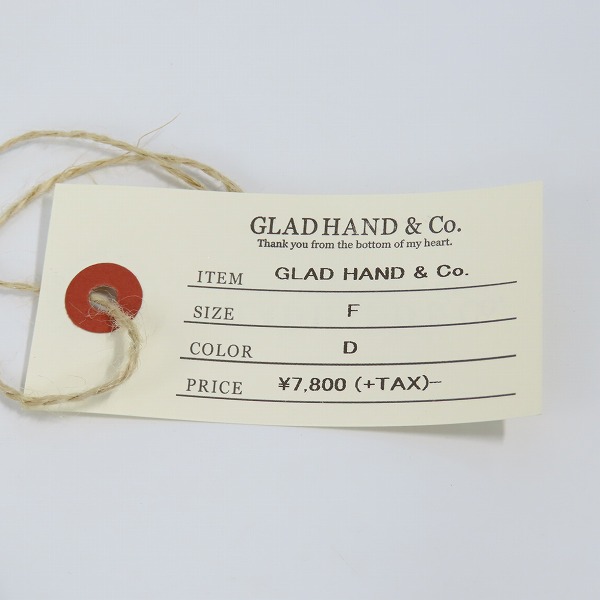 GLAD HAND & Co.
Thank you from the bottom of my heart.
ITEM GLAD HAND & Co.
SIZE F
COLOR D
PRICE ¥7,800 (+TAX)-